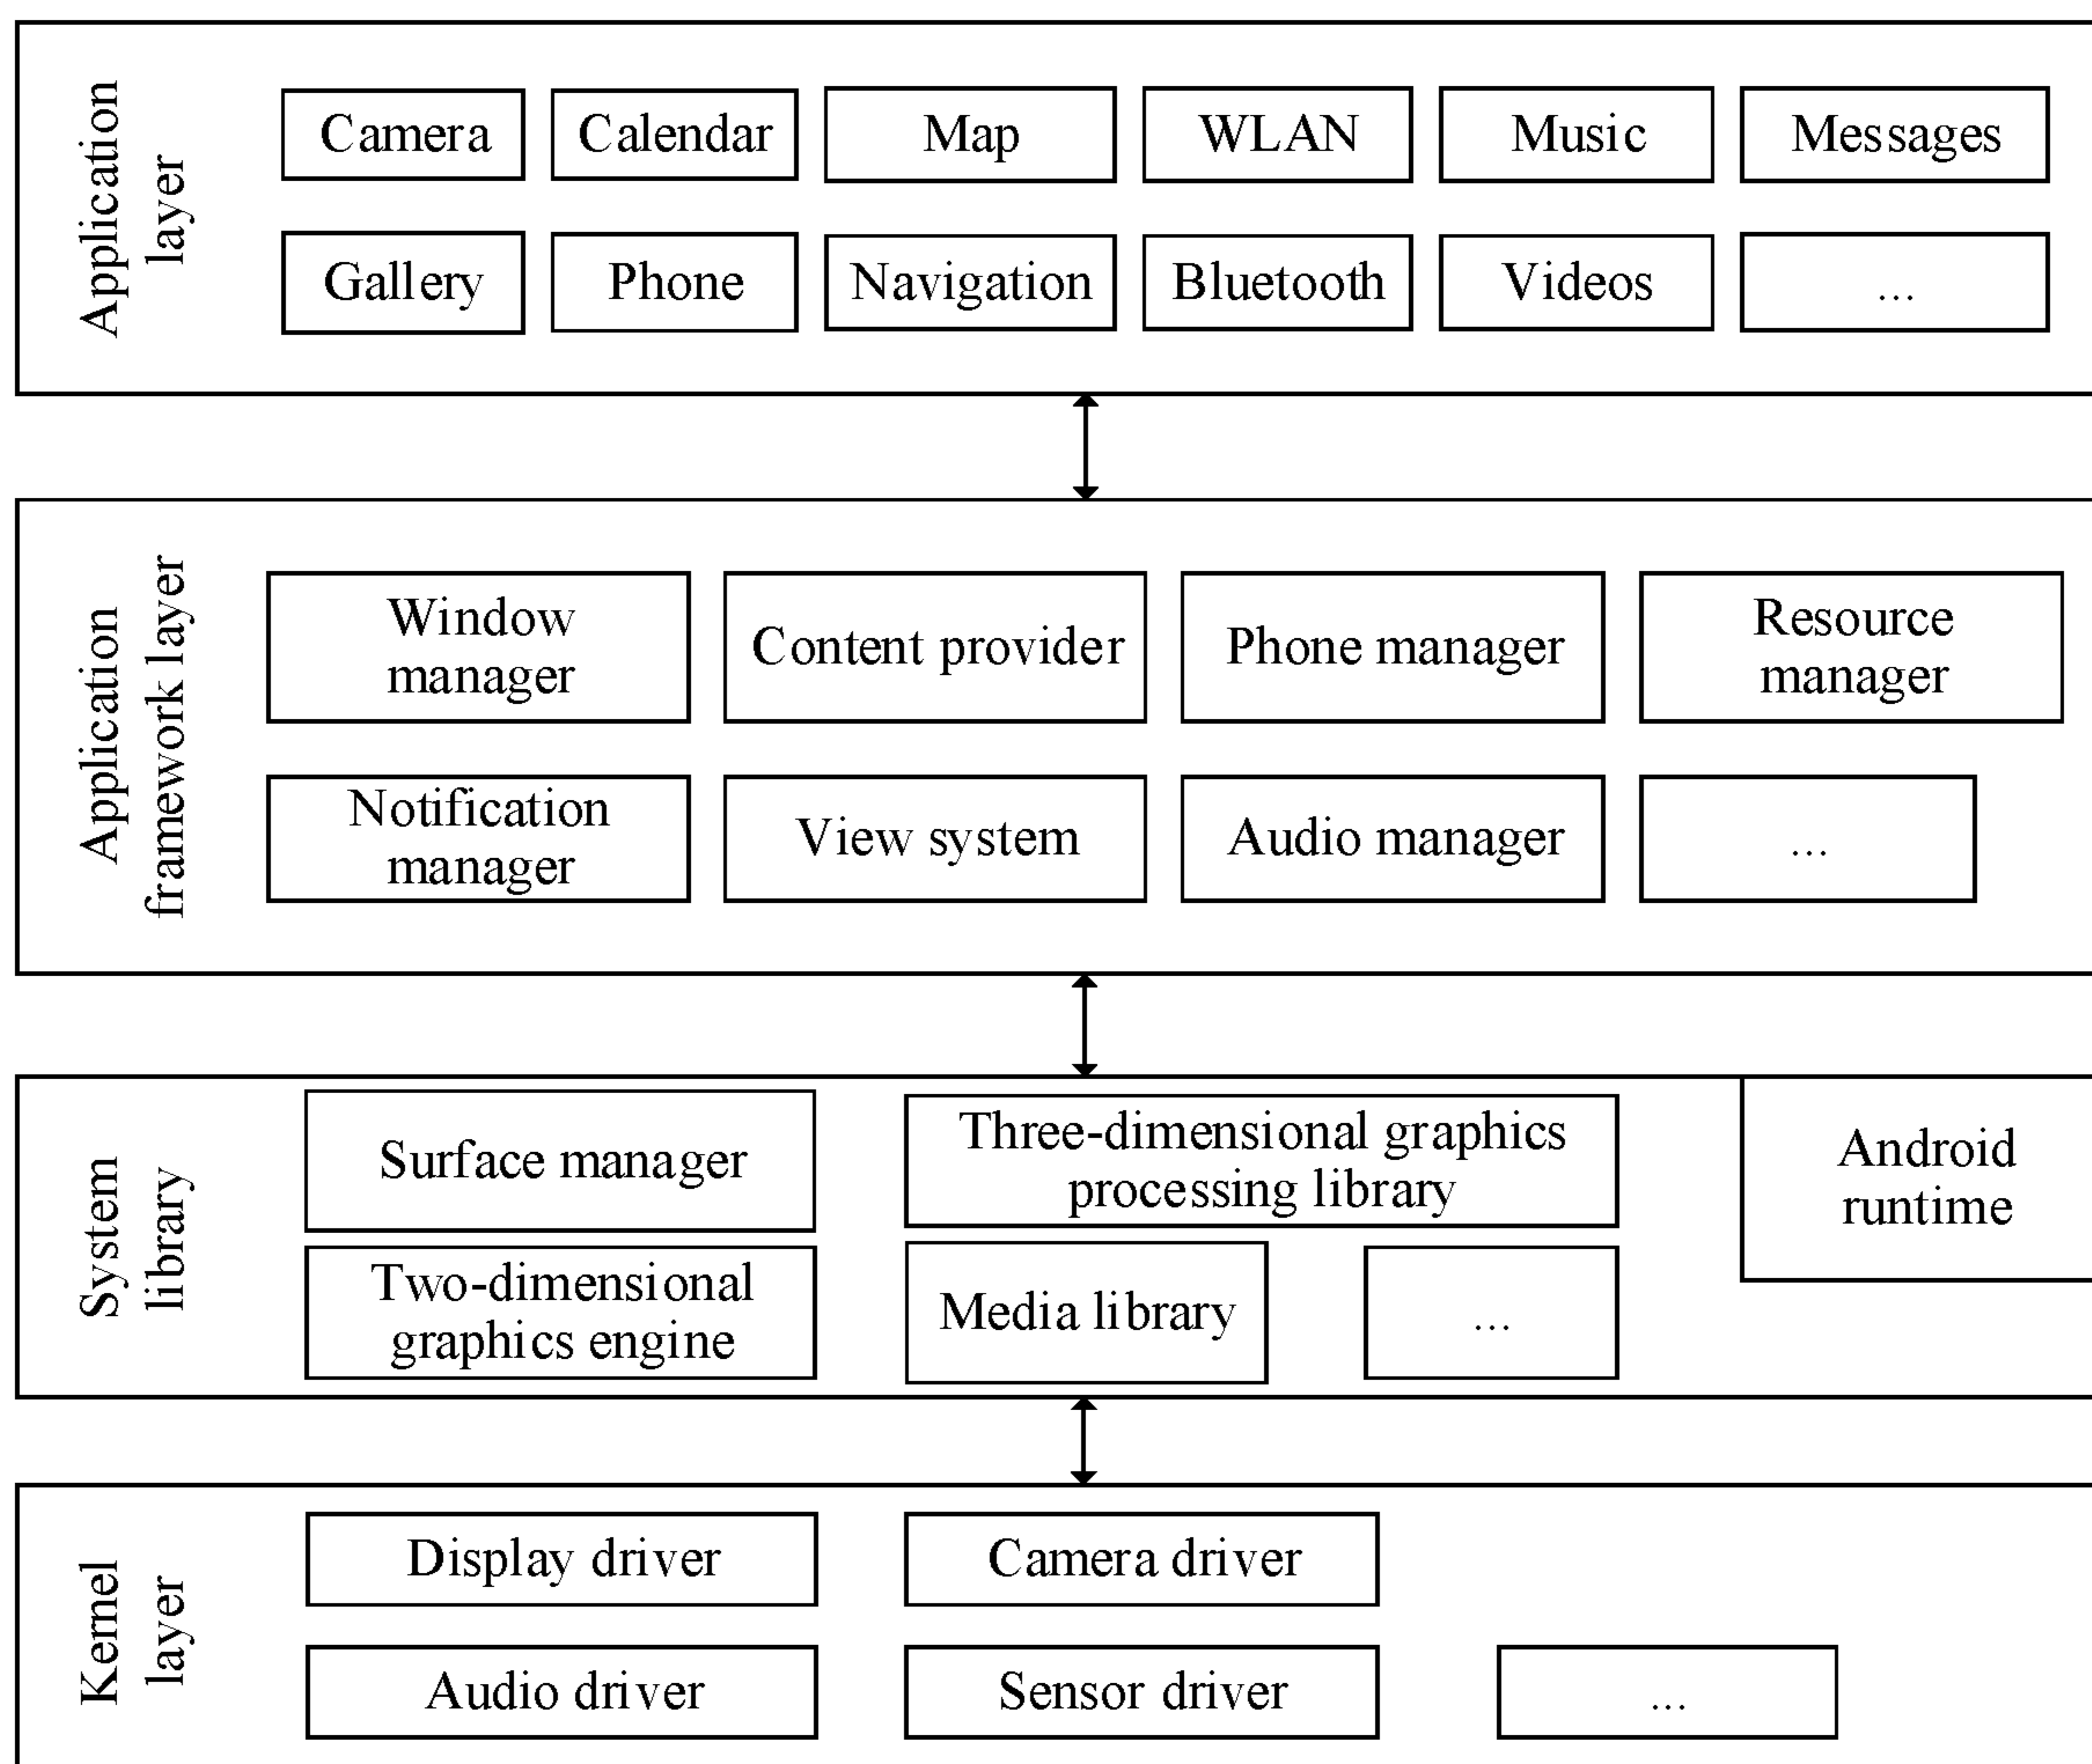 Application
layer
Camera
Calendar
Map
WLAN
Music
Messages
Gallery
Phone
Navigation
Bluetooth
Videos
...
Application
framework layer
Window
manager
Content provider
Phone manager
Resource
manager
Notification
manager
View system
Audio manager
...
System
library
Surface manager
Three-dimensional graphics
processing library
Android
runtime
Two-dimensional
graphics engine
Media library
...
Kernel
layer
Display driver
Camera driver
Audio driver
Sensor driver
...